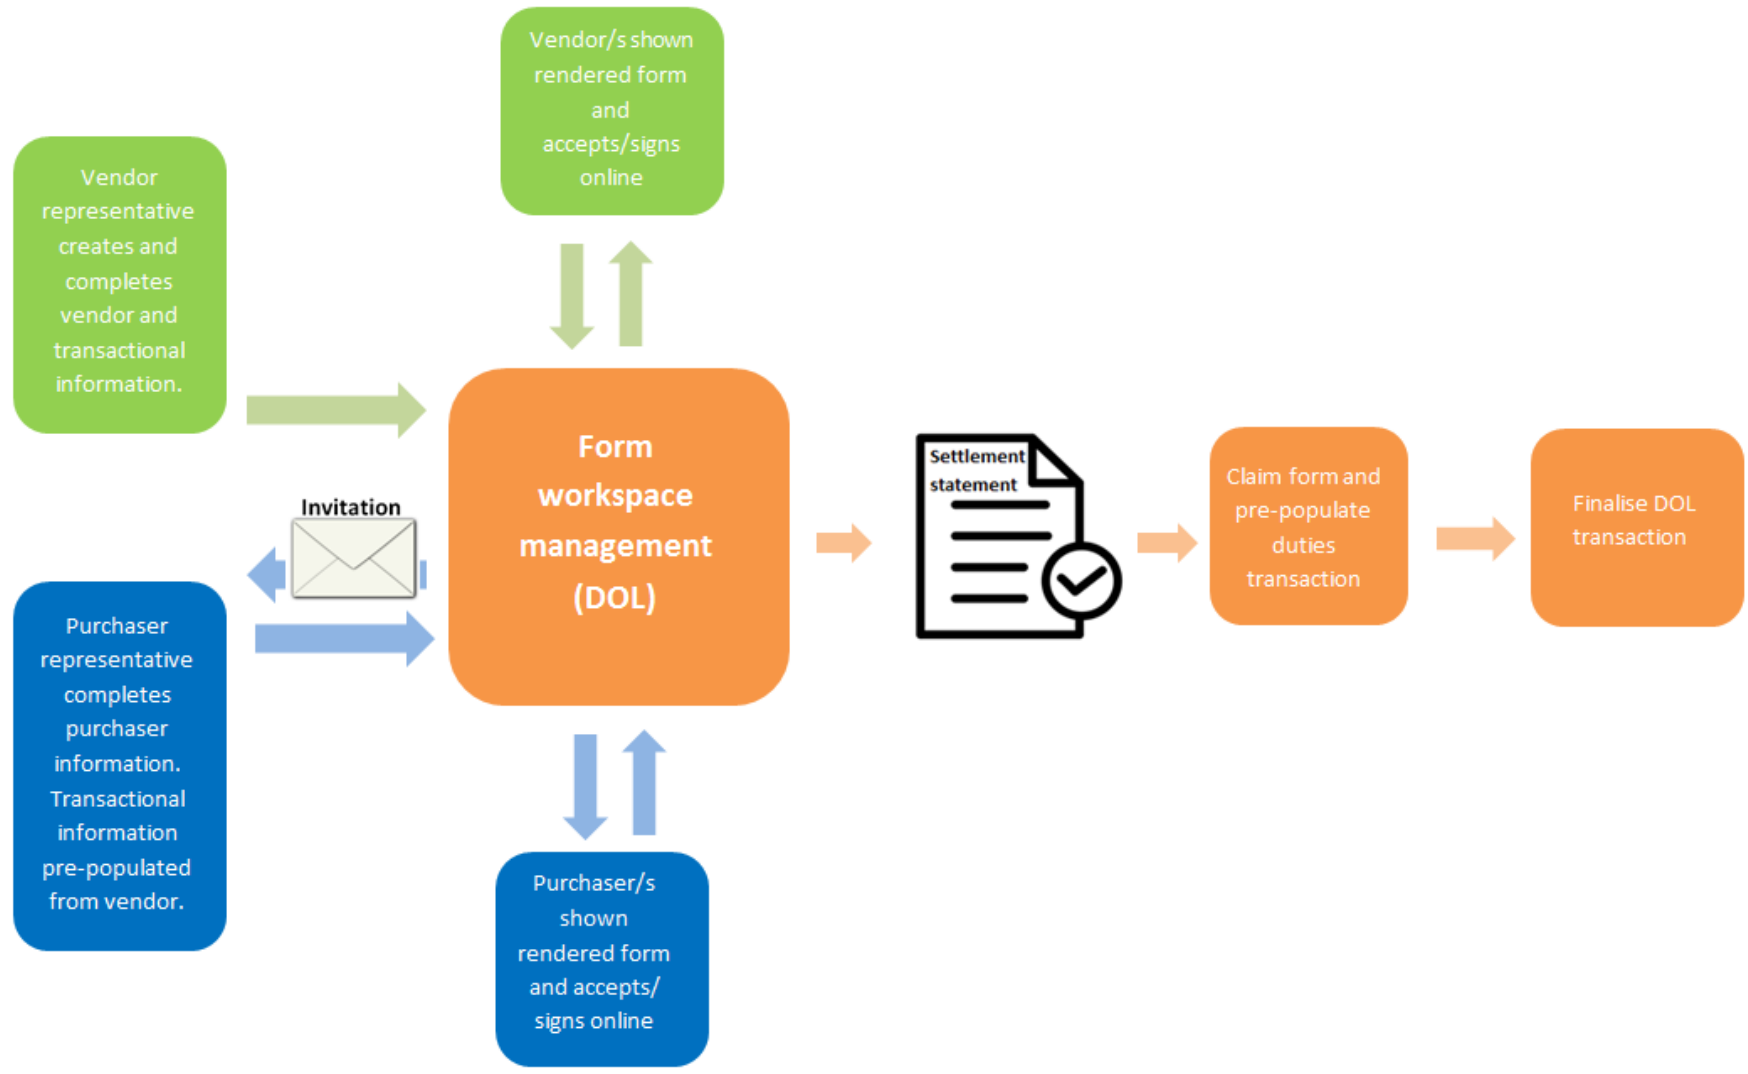 Vendor/s shown
rendered form
and
accepts/signs
online
Vendor
representative
creates and
completes
vendor and
transactional
information.
Invitation
Form
workspace
management
(DOL)
Settlement
statement
Claim form and
pre-populate
duties
transaction
Finalise DOL
transaction
Purchaser
representative
completes
purchaser
information.
Transactional
information
pre-populated
from vendor.
Purchaser/s
shown
rendered form
and accepts/
signs online